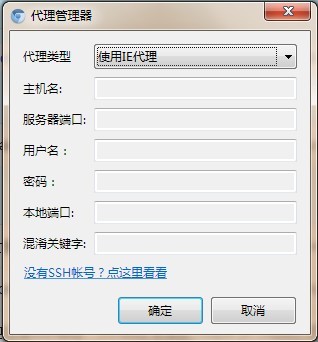 代理管理器
代理类型 使用IE代理
主机名:
服务器端口:
用户名：
密码：
本地端口:
混淆关键字:
没有SSH帐号？点这里看看
确定 取消